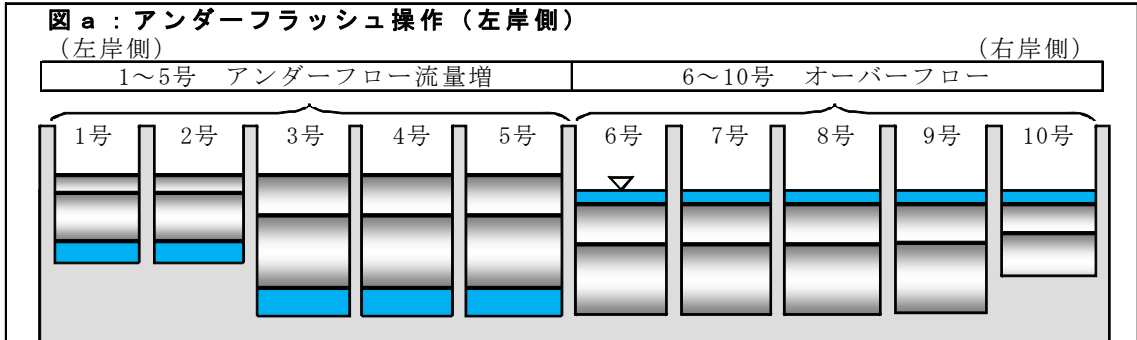 図a：アンダーフラッシュ操作（左岸側）
（左岸側） （右岸側）
1～5号 アンダーフロー流量増 6～10号 オーバーフロー
1号 2号 3号 4号 5号 6号 7号 8号 9号 10号